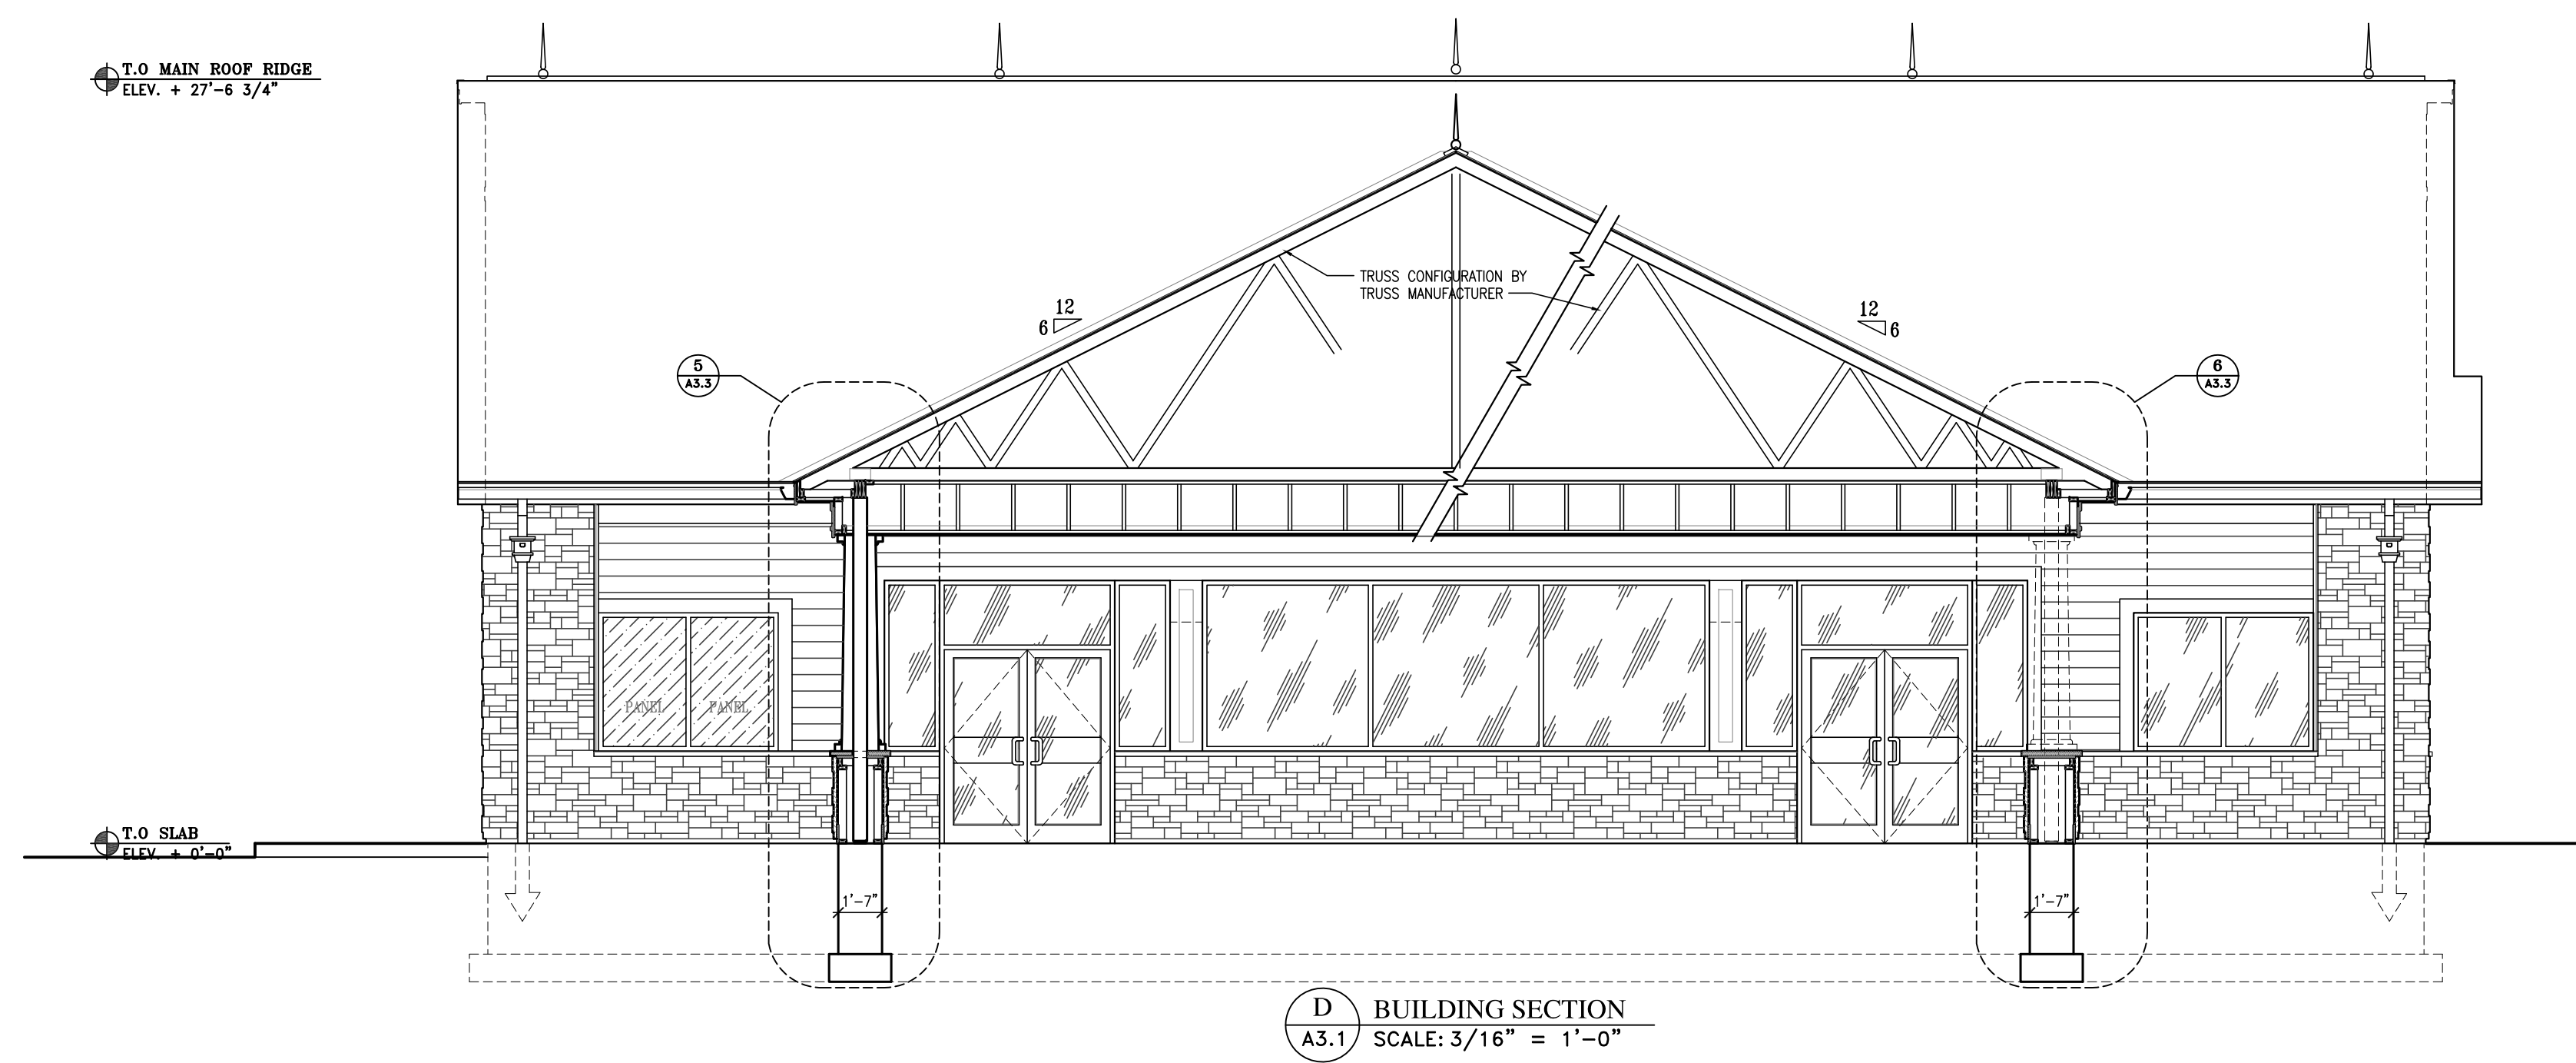 T.O MAIN ROOF RIDGE
ELEV. + 27'-6 3/4"
TRUSS CONFIGURATION BY
TRUSS MANUFACTURER
12
6
12
6
5
A3.3
6
A3.3
PANEL
PANEL
T.O SLAB
ELEV. + 0'-0"
1'-7"
1'-7"
D
A3.1
BUILDING SECTION
SCALE: 3/16" = 1'-0"